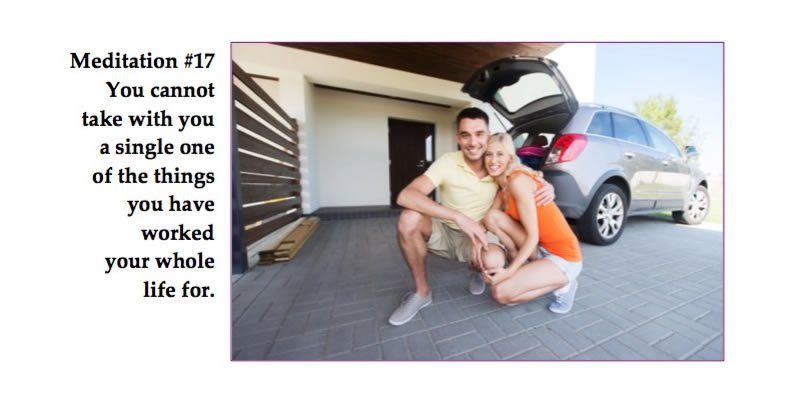 Meditation #17
You cannot
take with you
a single one
of the things
you have
worked
your whole
life for.